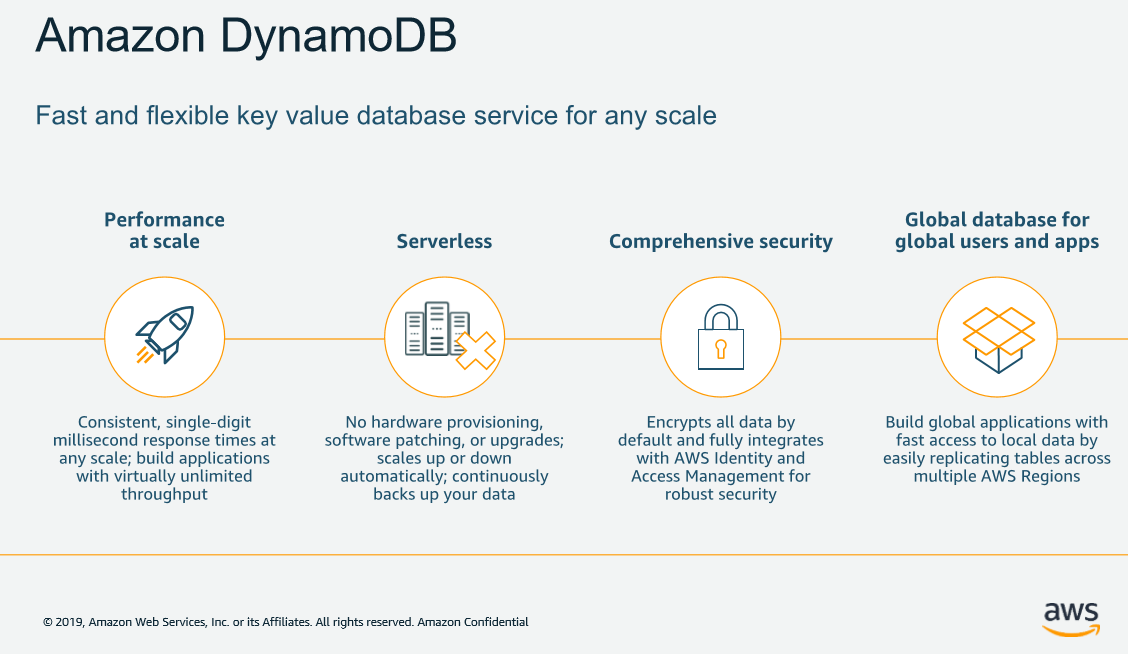 Amazon DynamoDB
Fast and flexible key value database service for any scale
Performance
at scale
Consistent, single-digit
millisecond response times at
any scale; build applications
with virtually unlimited
throughput
Serverless
No hardware provisioning,
software patching, or upgrades;
scales up or down
automatically; continuously
backs up your data
Comprehensive security
Encrypts all data by
default and fully integrates
with AWS Identity and
Access Management for
robust security
Global database for
global users and apps
Build global applications with
fast access to local data by
easily replicating tables across
multiple AWS Regions
© 2019, Amazon Web Services, Inc. or its Affiliates. All rights reserved. Amazon Confidential
aws